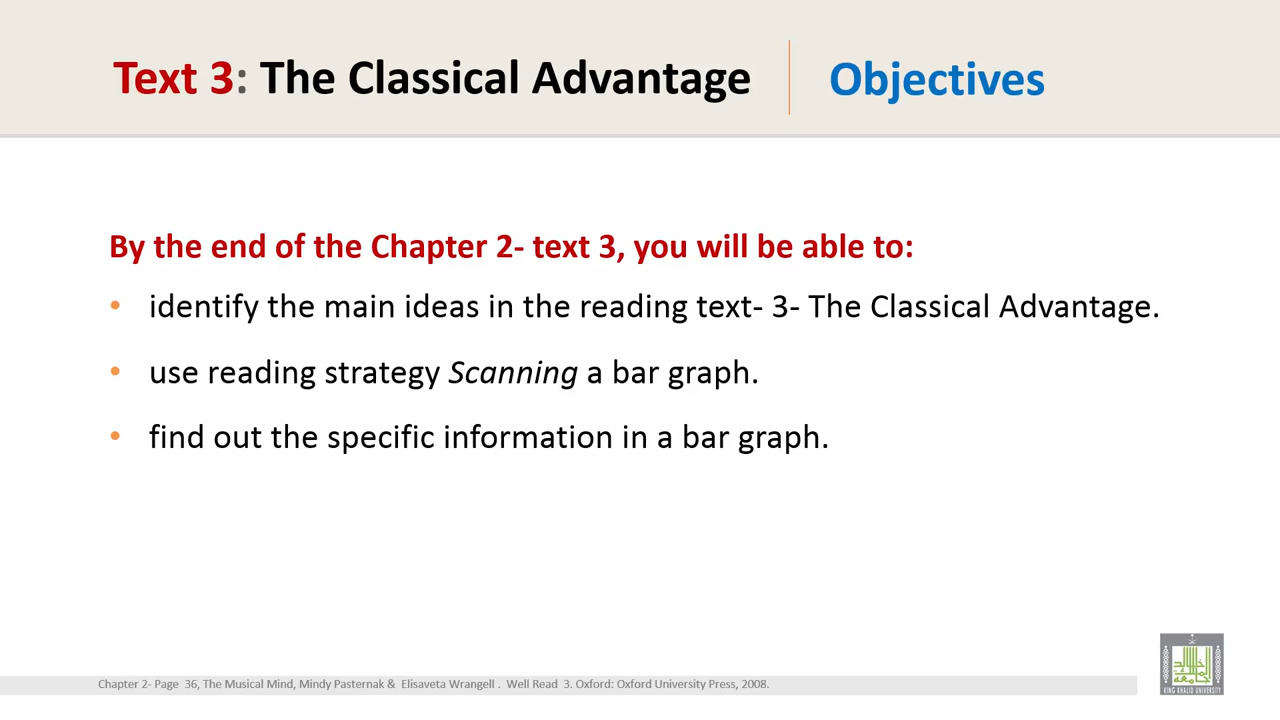 Text 3: The Classical Advantage
Objectives
By the end of the Chapter 2- text 3, you will be able to:
• identify the main ideas in the reading text- 3- The Classical Advantage.
• use reading strategy Scanning a bar graph.
• find out the specific information in a bar graph.
Chapter 2- Page 36, The Musical Mind, Mindy Pasternak & Elisaveta Wrangell . Well Read 3. Oxford: Oxford University Press, 2008.
KING KHALID UNIVERSITY